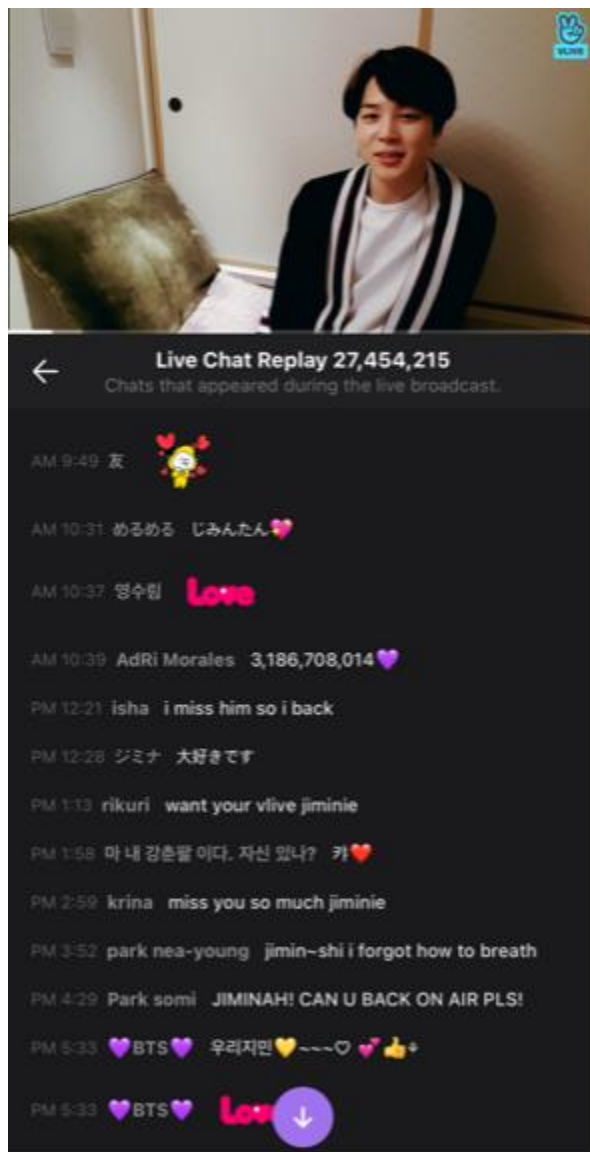 VLIVE
Live Chat Replay 27,454,215
Chats that appeared during the live broadcast.
AM 9:49 友
AM 10:31 めるめる じみんたん💖
AM 10:37 영수림 Love
AM 10:39 AdRi Morales 3,186,708,014💜
PM 12:21 isha i miss him so i back
PM 12:28 ジミナ 大好きです
PM 1:13 rikuri want your vlive jiminie
PM 1:58 마 내 강춘팔 이다. 자신 있나? 캬❤️
PM 2:59 krina miss you so much jiminie
PM 3:52 park nea-young jimin~shi i forgot how to breath
PM 4:29 Park somi JIMINAH! CAN U BACK ON AIR PLS!
PM 5:33 💜BTS💜 우리지민💛~~~♡ 💕👍
PM 5:33 💜BTS💜